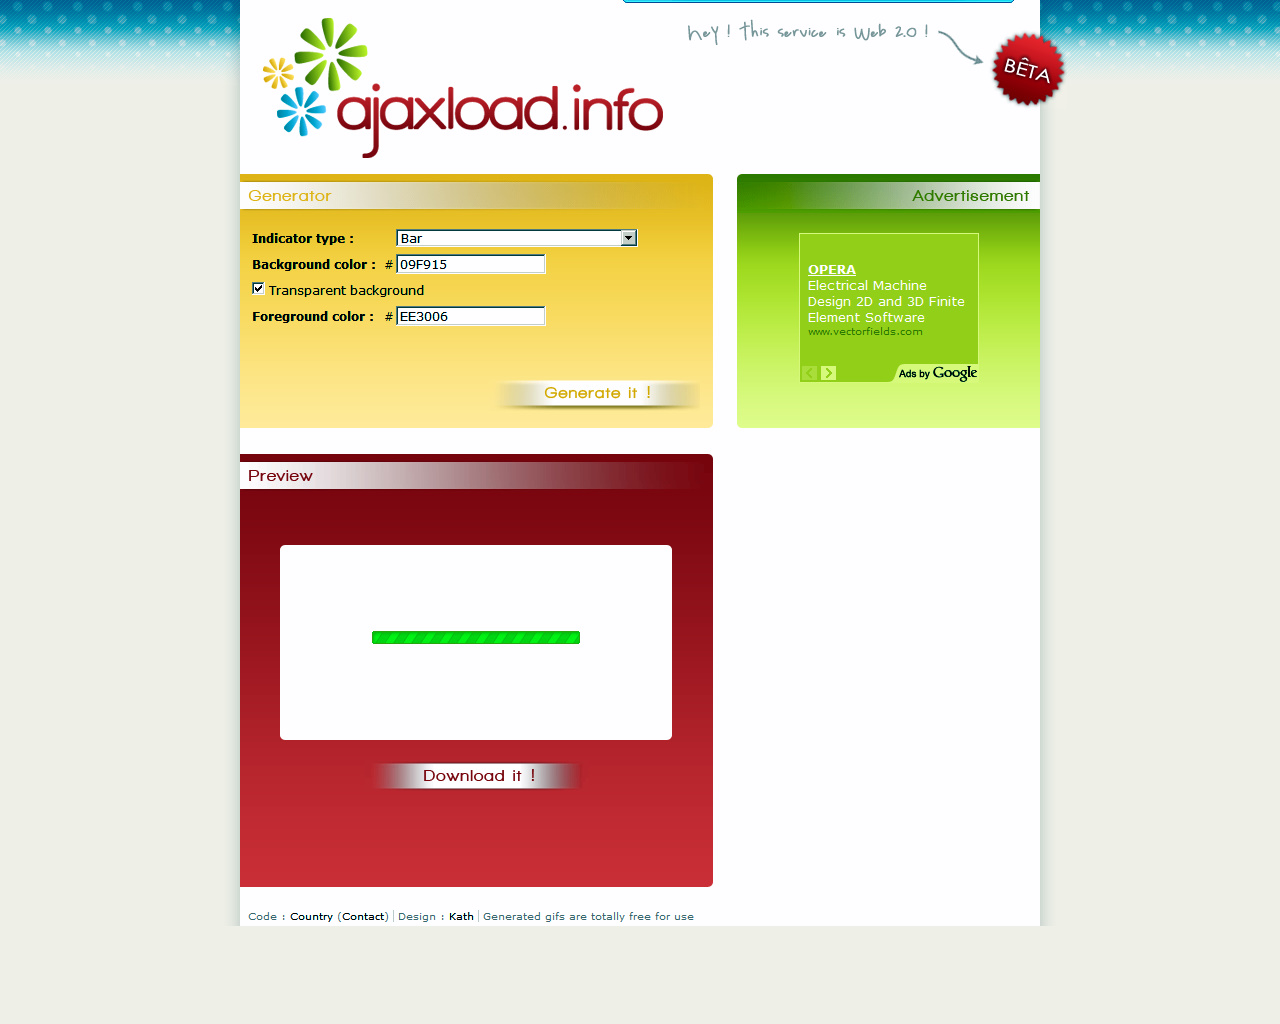 hey ! this service is Web 2.0 !
BÊTA
ajaxload.info
Generator
Indicator type :
Bar
Background color : # 09F915
Transparent background
Foreground color : # EE3006
Generate it !
Advertisement
OPERA
Electrical Machine
Design 2D and 3D Finite
Element Software
www.vectorfields.com
Ads by Google
Preview
Download it !
Code : Country (Contact) | Design : Kath | Generated gifs are totally free for use